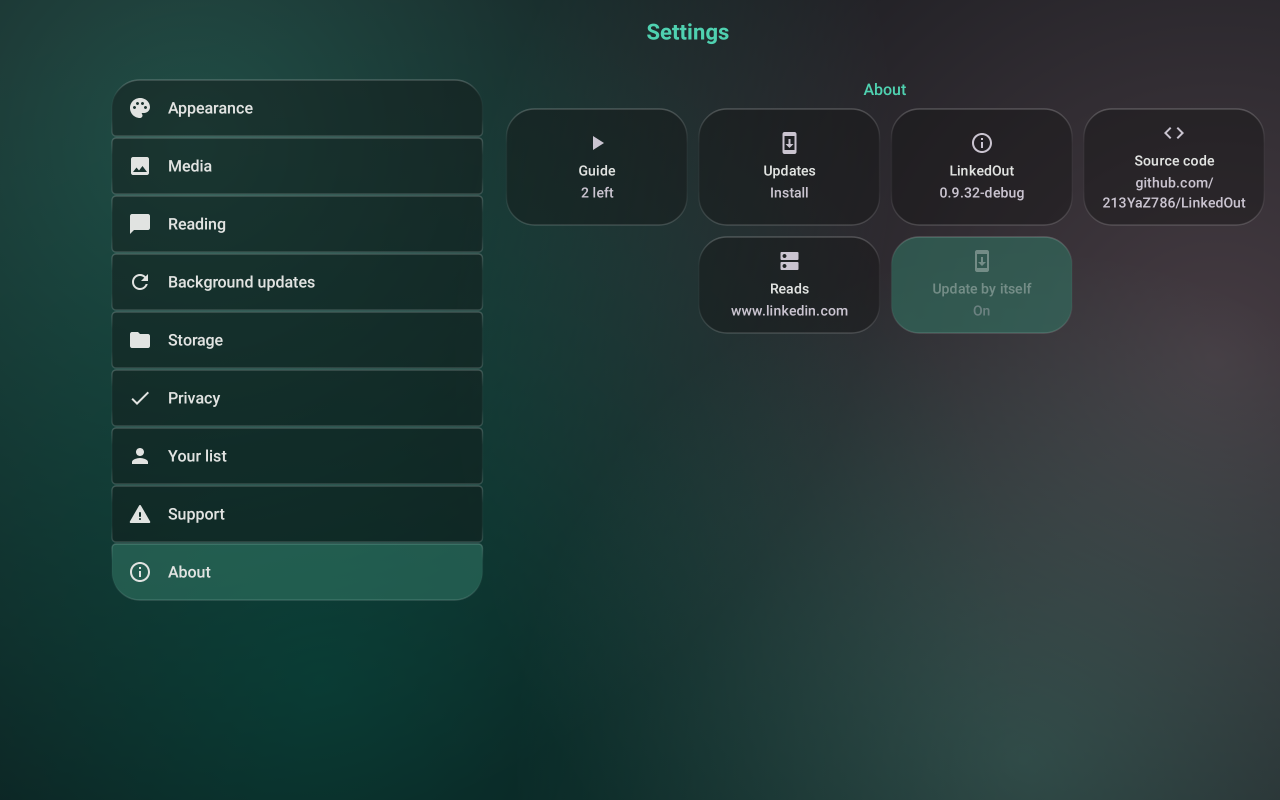 Settings
Appearance
Media
Reading
Background updates
Storage
Privacy
Your list
Support
About
About
Guide
2 left
Updates
Install
LinkedOut
0.9.32-debug
Source code
github.com/
213YaZ786/LinkedOut
Reads
www.linkedin.com
Update by itself
On